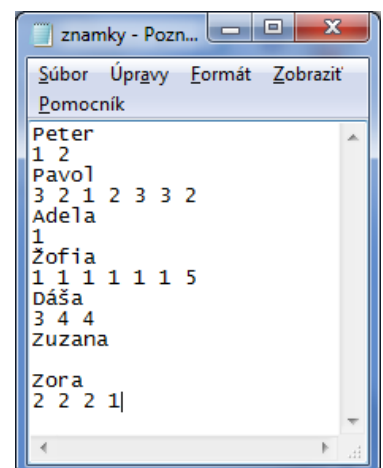 znamky - Pozn...
Súbor Úpravy Formát Zobraziť
Pomocník
Peter
1 2
Pavol
3 2 1 2 3 3 2
Adela
1
Žofia
1 1 1 1 1 1 5
Dáša
3 4 4
Zuzana

Zora
2 2 2 1